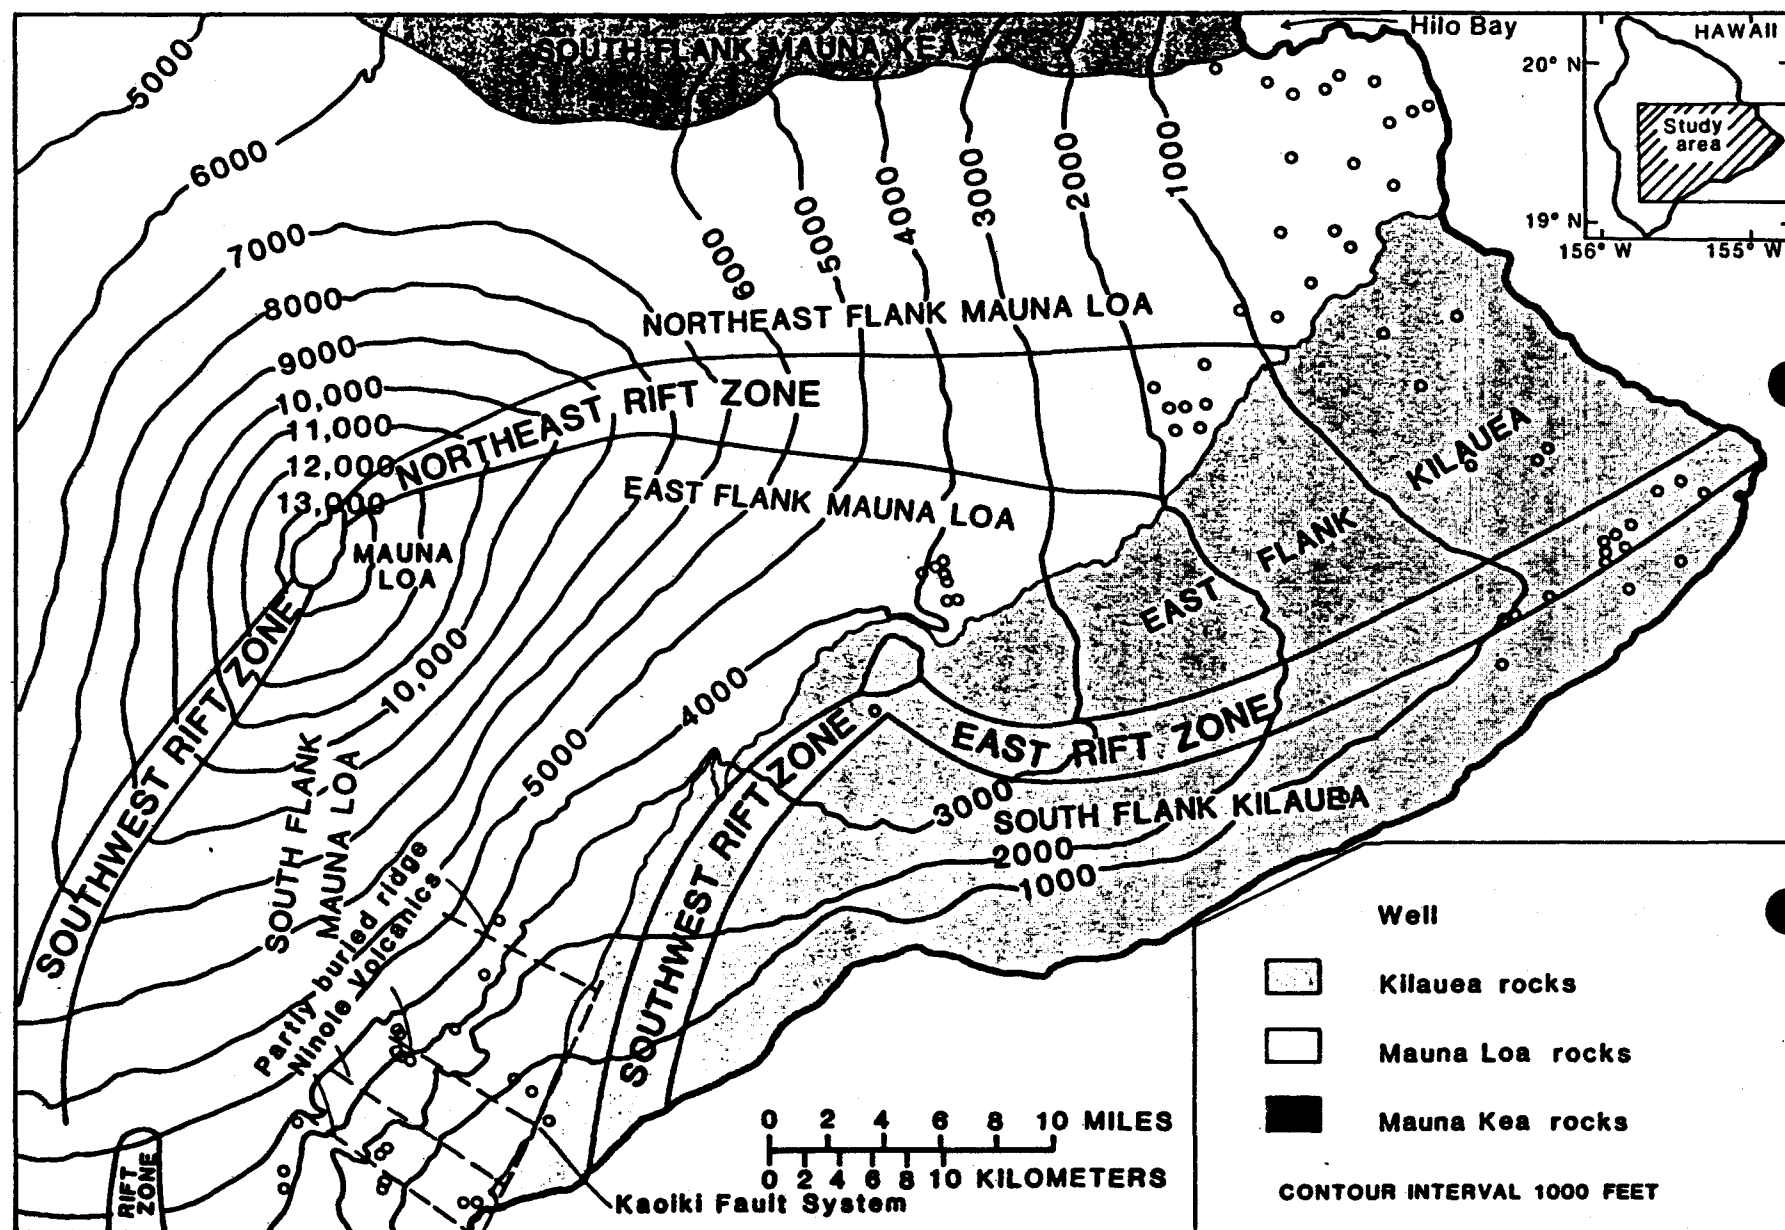 SOUTH FLANK MAUNA KEA
Hilo Bay
HAWAII
20° N
Study
area
19° N
156° W
155° W
5000
6000
7000
8000
9000
10,000
11,000
12,000
13,000
6000
5000
4000
3000
2000
1000
NORTHEAST FLANK MAUNA LOA
NORTHEAST RIFT ZONE
EAST FLANK MAUNA LOA
MAUNA
LOA
EAST FLANK KILAUEA
SOUTHWEST RIFT ZONE
10,000
5000
4000
SOUTH FLANK
MAUNA LOA
Partly buried ridge
Ninole Volcanics
SOUTHWEST RIFT ZONE
EAST RIFT ZONE
3000
SOUTH FLANK KILAUEA
2000
1000
RIFT
ZONE
Kaoiki Fault System
0 2 4 6 8 10 MILES
0 2 4 6 8 10 KILOMETERS
Well
Kilauea rocks
Mauna Loa rocks
Mauna Kea rocks
CONTOUR INTERVAL 1000 FEET